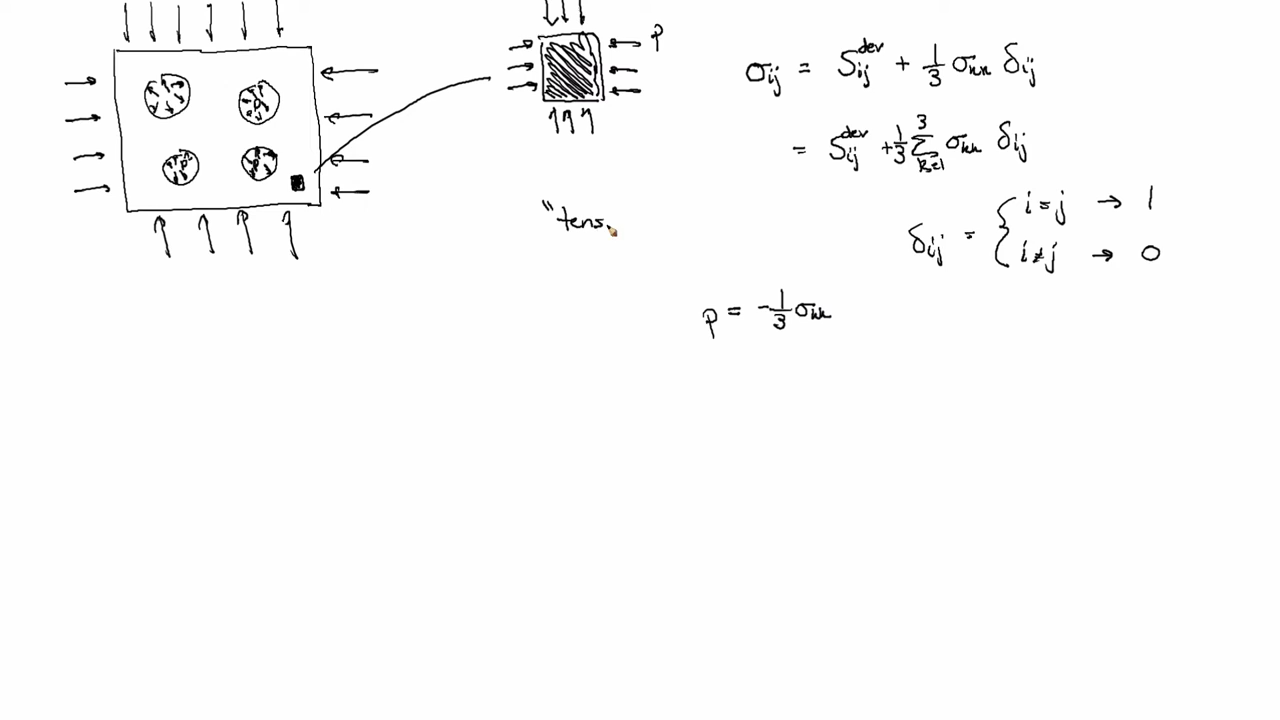 P
σij = Sij^dev + 1/3 σkk δij
= Sij^dev + 1/3 Σ_{k=1}^{3} σkk δij
"tens.
δij = { i=j → 1
i≠j → 0
P = -1/3 σkk